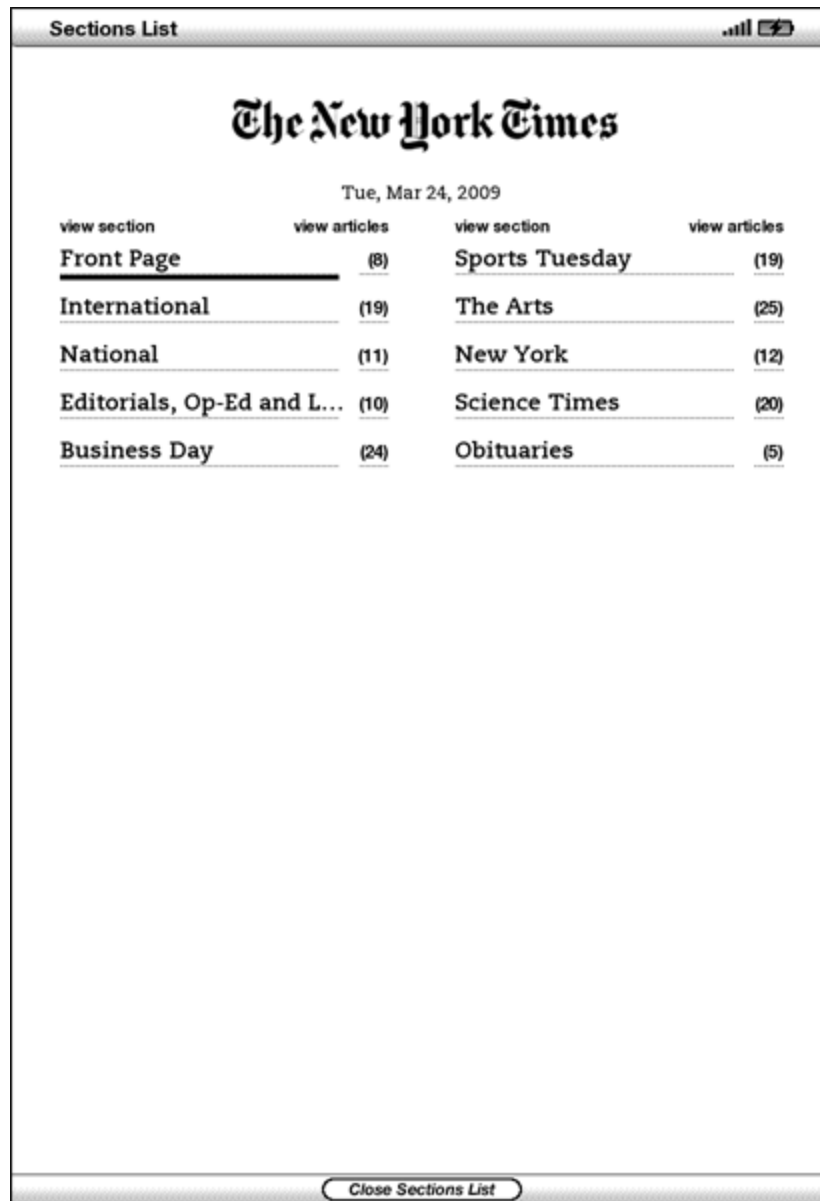 Sections List
The New York Times
Tue, Mar 24, 2009
view section view articles view section view articles
Front Page (8) Sports Tuesday (19)
International (19) The Arts (25)
National (11) New York (12)
Editorials, Op-Ed and L... (10) Science Times (20)
Business Day (24) Obituaries (5)
Close Sections List